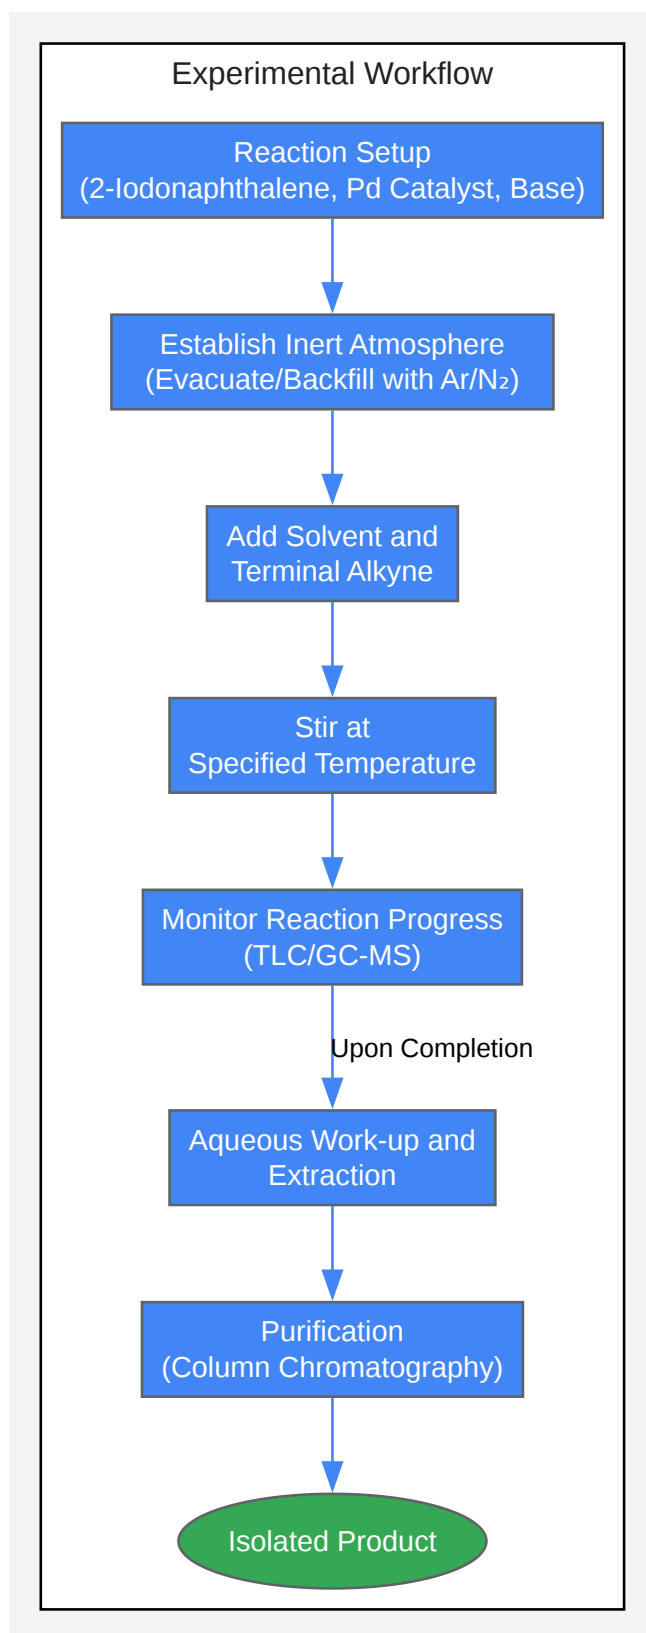 Experimental Workflow
Reaction Setup
(2-Iodonaphthalene, Pd Catalyst, Base)
Establish Inert Atmosphere
(Evacuate/Backfill with Ar/N₂)
Add Solvent and
Terminal Alkyne
Stir at
Specified Temperature
Monitor Reaction Progress
(TLC/GC-MS)
Upon Completion
Aqueous Work-up and
Extraction
Purification
(Column Chromatography)
Isolated Product